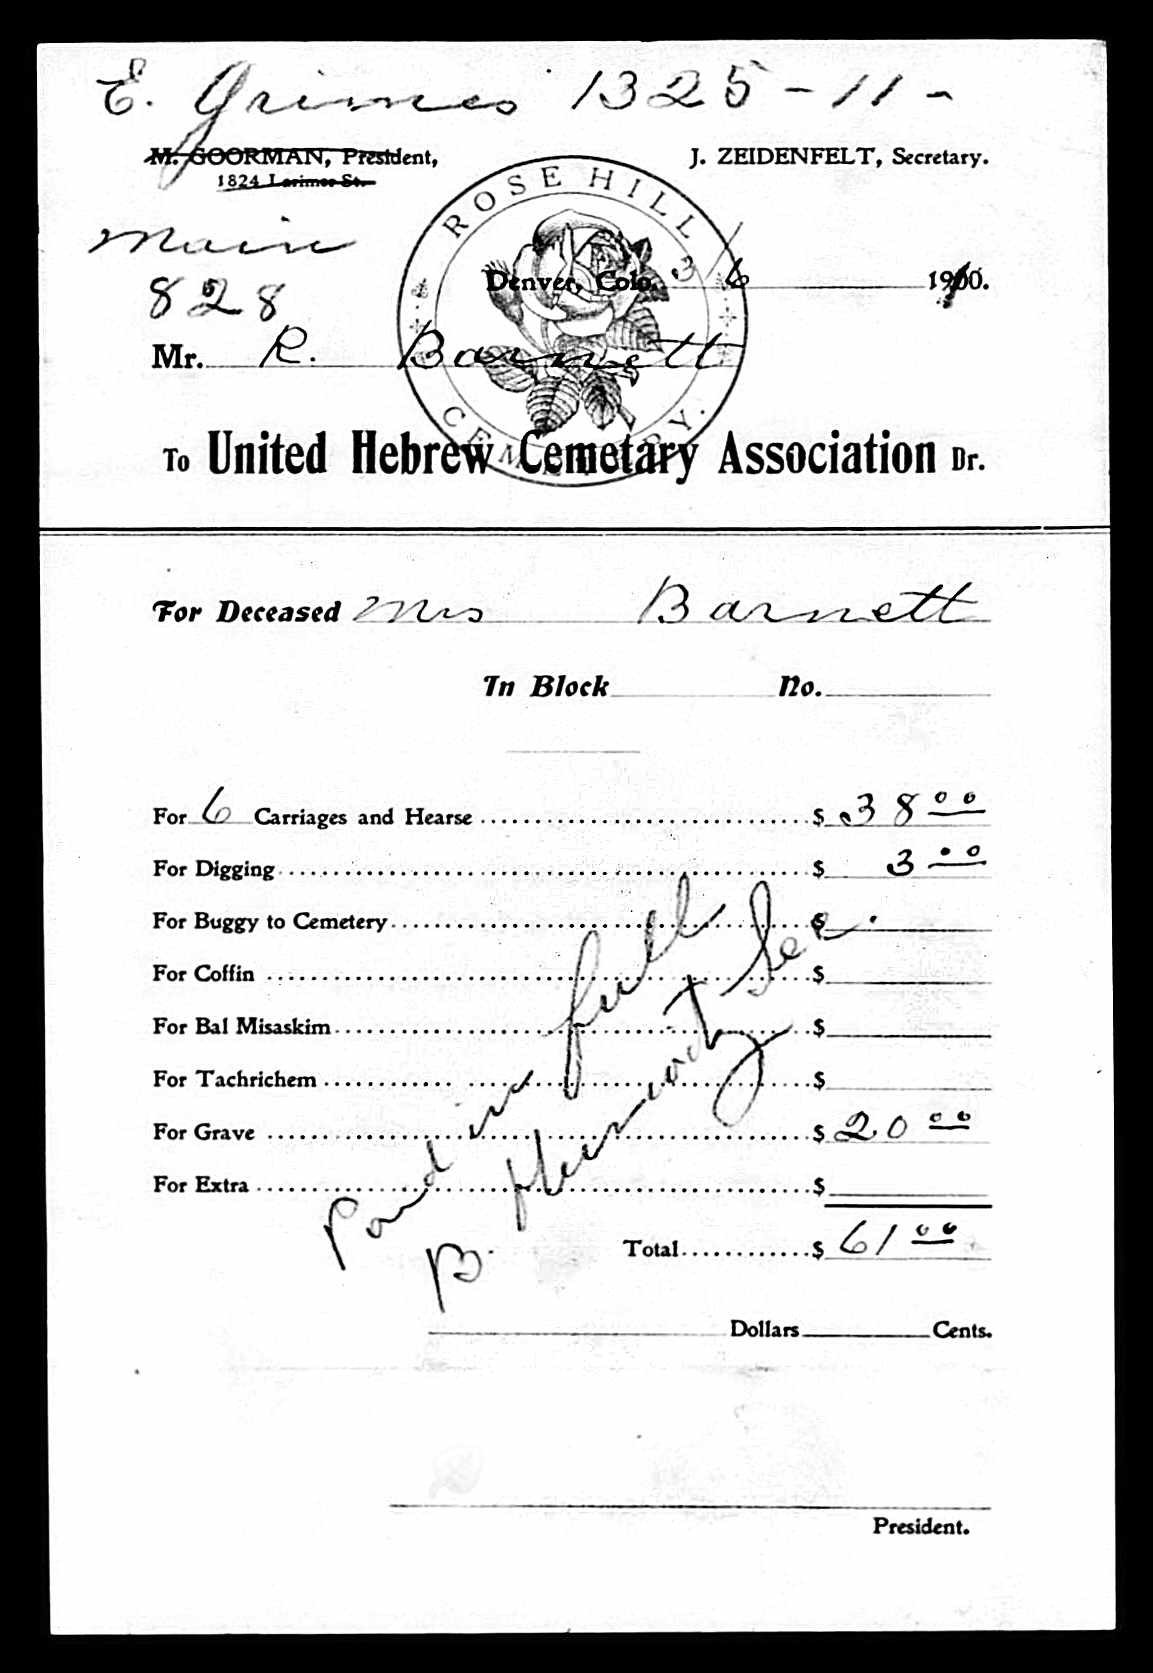 E. Grimes 1325-11-
M. GOORMAN, President, J. ZEIDENFELT, Secretary.
1824 Larimer St.
ROSE HILL CEMETERY.
Main
828
Denver, Colo. 3/6 1900.
Mr. R. Barnett
To United Hebrew Cemetary Association Dr.
For Deceased Mrs Barnett
In Block No.
For 6 Carriages and Hearse $ 38 00
For Digging $ 3 00
For Buggy to Cemetery $
For Coffin $
For Bal Misaskim $
For Tachrichem $
For Grave $ 20 00
For Extra $
Paid in full
B. Sec.
Total $ 61 00
Dollars Cents.
President.